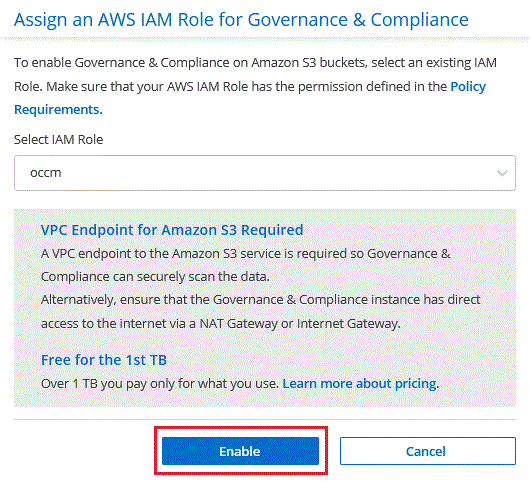 Assign an AWS IAM Role for Governance & Compliance
To enable Governance & Compliance on Amazon S3 buckets, select an existing IAM
Role. Make sure that your AWS IAM Role has the permission defined in the Policy
Requirements.
Select IAM Role
occm
VPC Endpoint for Amazon S3 Required
A VPC endpoint to the Amazon S3 service is required so Governance &
Compliance can securely scan the data.
Alternatively, ensure that the Governance & Compliance instance has direct
access to the internet via a NAT Gateway or Internet Gateway.
Free for the 1st TB
Over 1 TB you pay only for what you use. Learn more about pricing.
Enable
Cancel